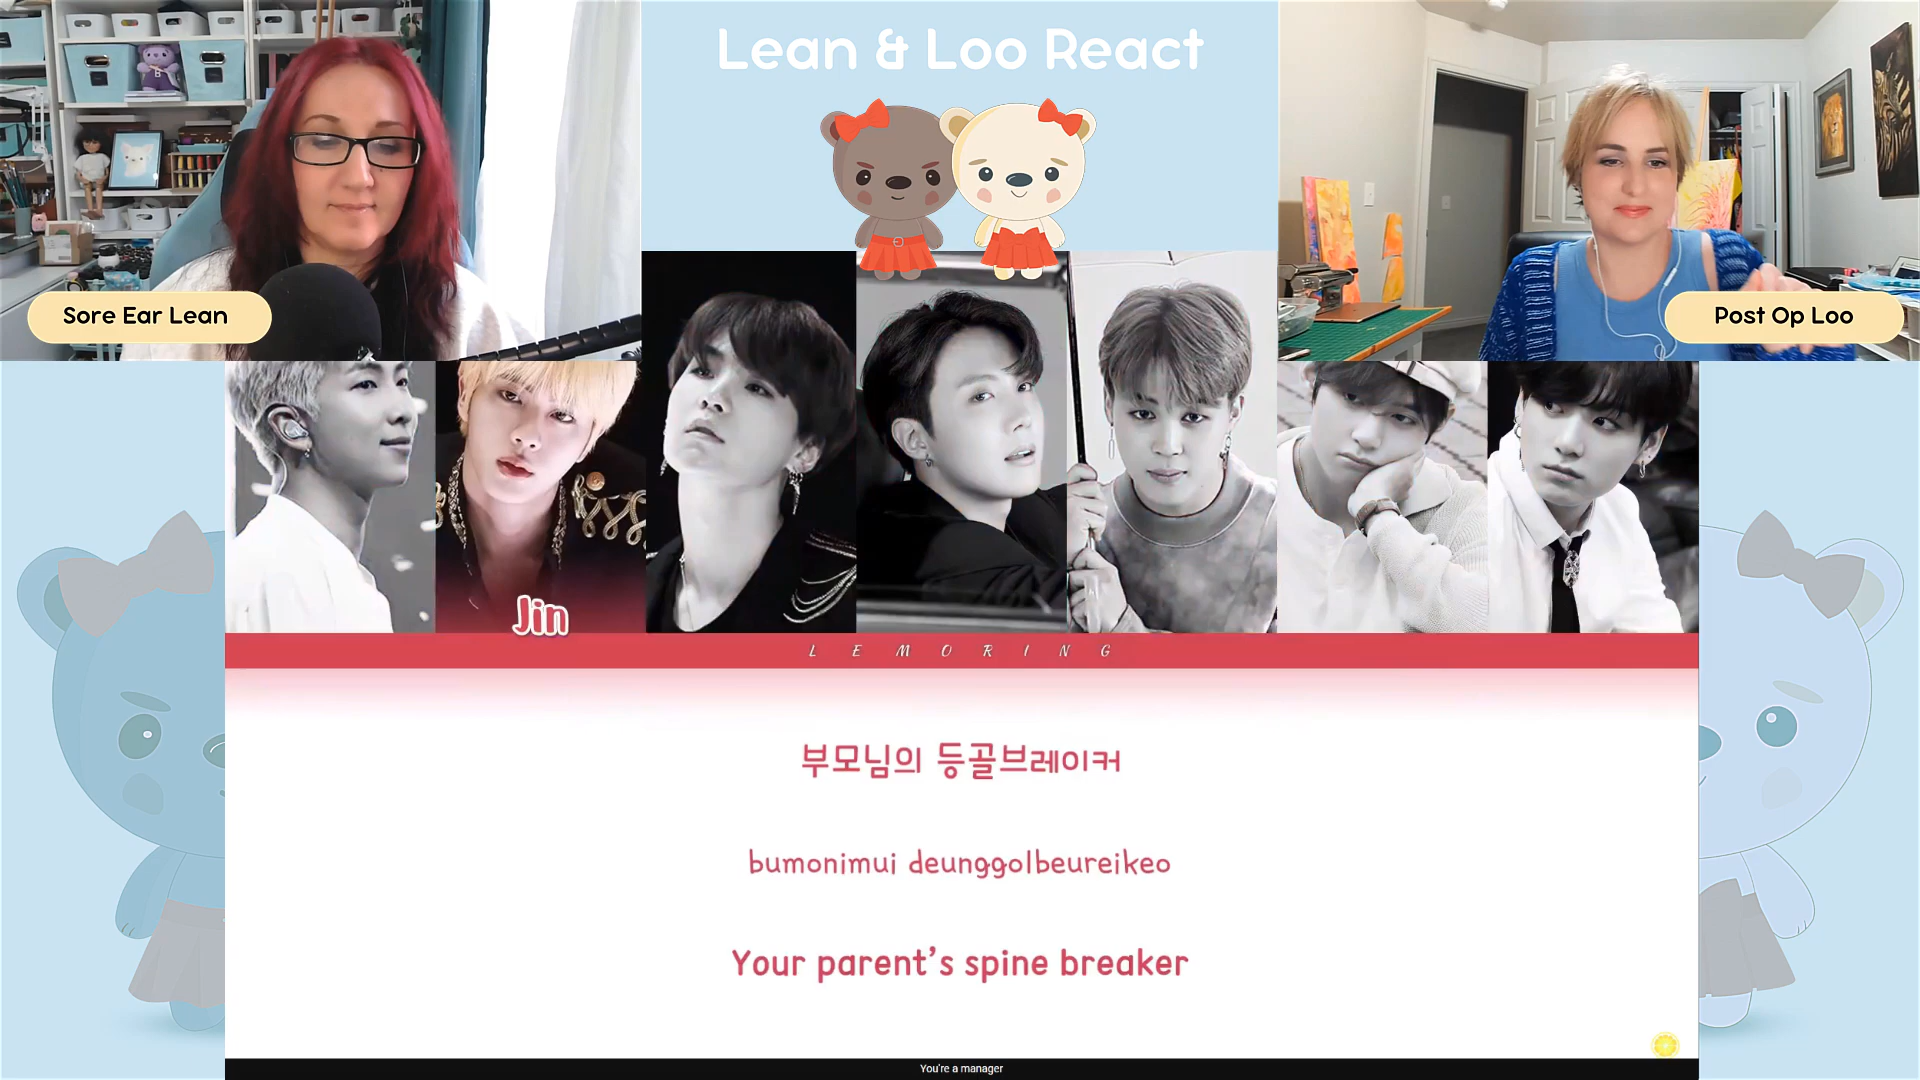 Lean & Loo React
Sore Ear Lean
Post Op Loo
Jin
LEMORING
부모님의 등골브레이커
bumonimui deunggolbeureikeo
Your parent's spine breaker
You're a manager